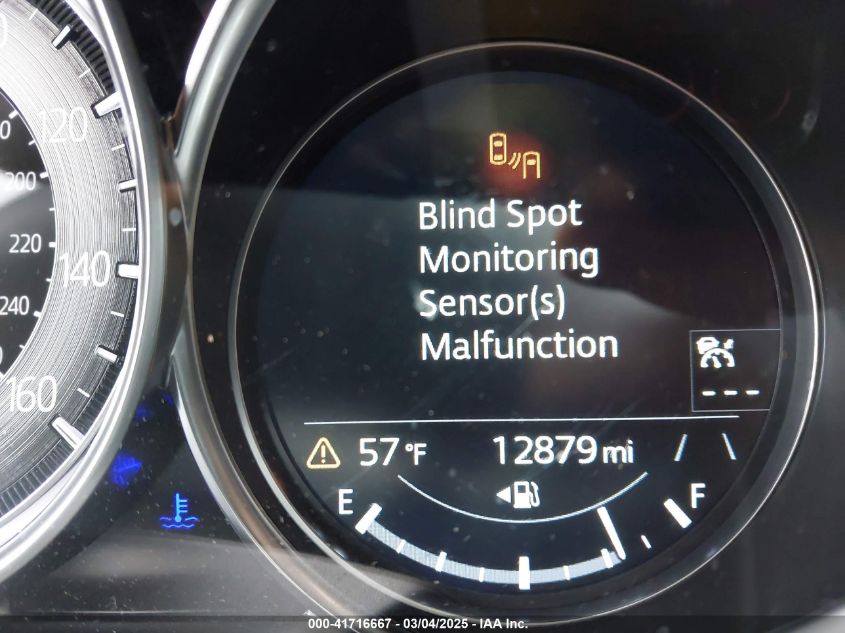 120
200
220
140
240
160
Blind Spot
Monitoring
Sensor(s)
Malfunction
---
57 °F 12879 mi
E F
000-41716667 - 03/04/2025 - IAA Inc.